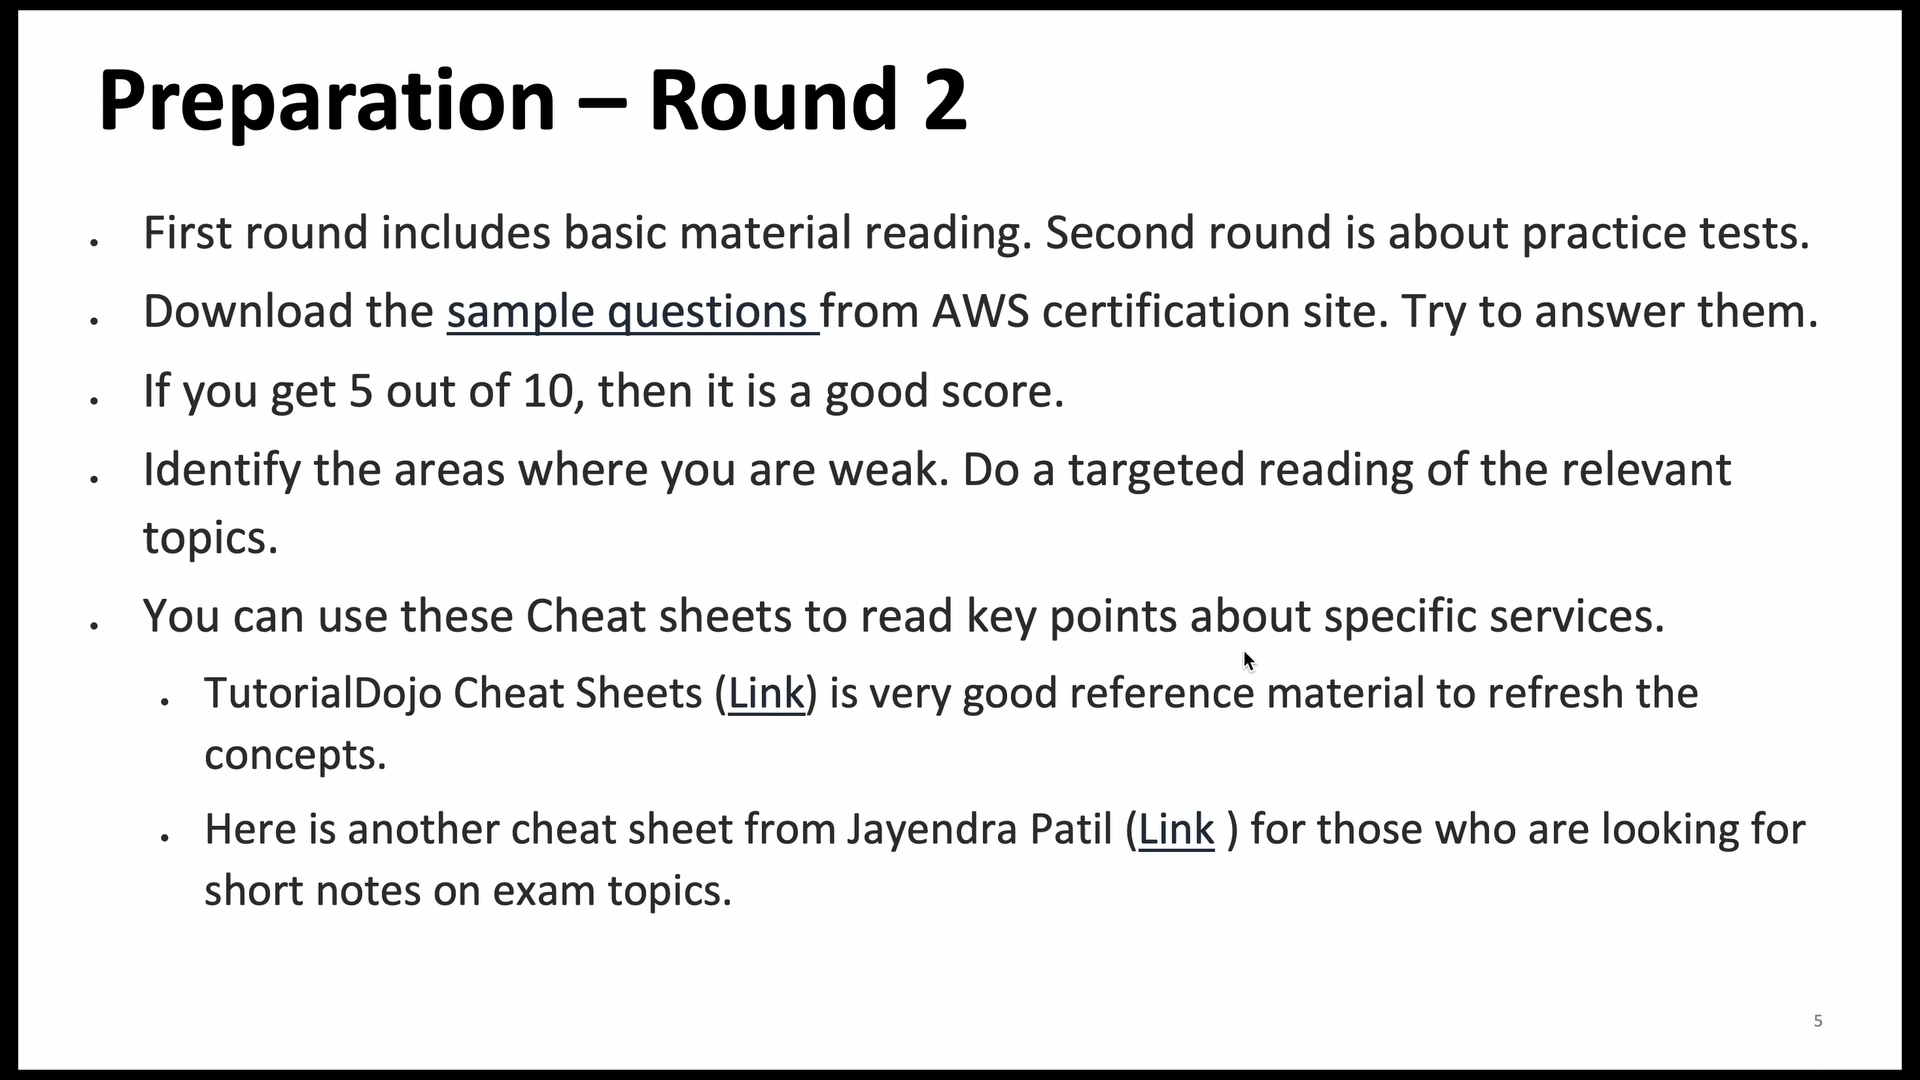 Preparation – Round 2
• First round includes basic material reading. Second round is about practice tests.
• Download the sample questions from AWS certification site. Try to answer them.
• If you get 5 out of 10, then it is a good score.
• Identify the areas where you are weak. Do a targeted reading of the relevant
topics.
• You can use these Cheat sheets to read key points about specific services.
• TutorialDojo Cheat Sheets (Link) is very good reference material to refresh the
concepts.
• Here is another cheat sheet from Jayendra Patil (Link ) for those who are looking for
short notes on exam topics.
5